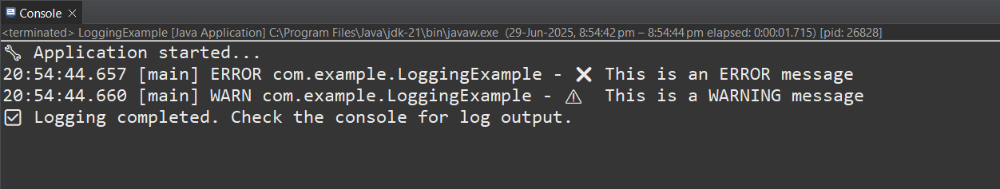 Console
<terminated> LoggingExample [Java Application] C:\Program Files\Java\jdk-21\bin\javaw.exe (29-Jun-2025, 8:54:42 pm – 8:54:44 pm elapsed: 0:00:01.715) [pid: 26828]
🔧 Application started...
20:54:44.657 [main] ERROR com.example.LoggingExample - ❌ This is an ERROR message
20:54:44.660 [main] WARN com.example.LoggingExample - ⚠ This is a WARNING message
☑ Logging completed. Check the console for log output.